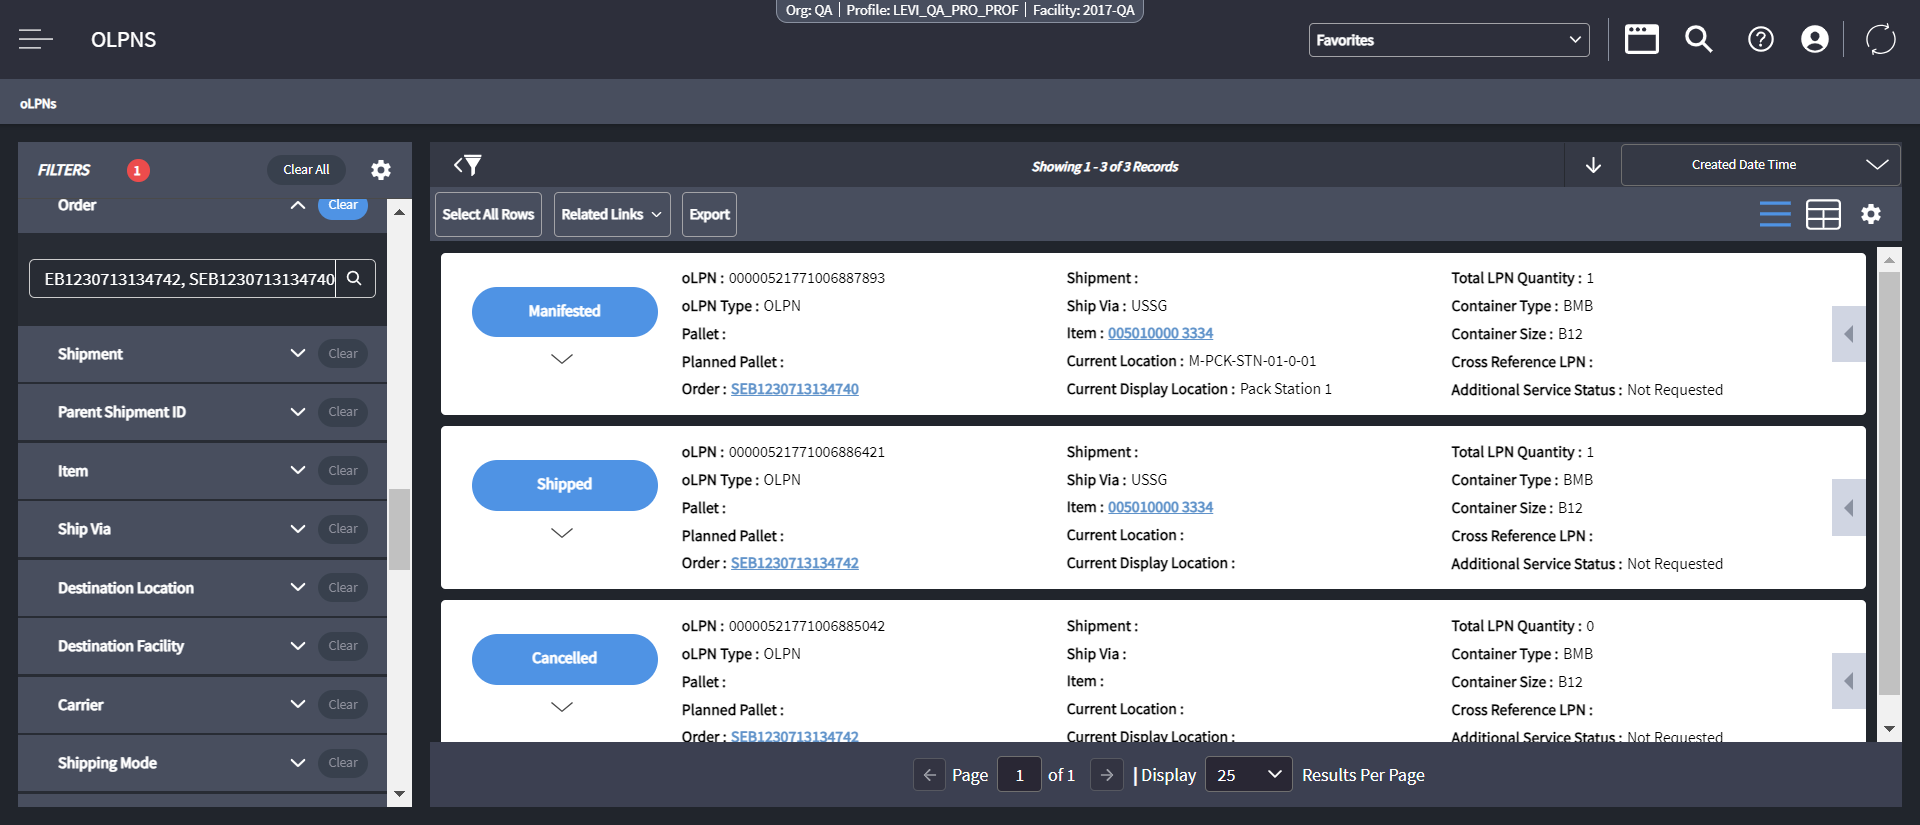 Org: QA | Profile: LEVI_QA_PRO_PROF | Facility: 2017-QA
OLPNS
Favorites
oLPNs
FILTERS 1 Clear All
Order Clear
EB1230713134742, SEB1230713134740
Shipment Clear
Parent Shipment ID Clear
Item Clear
Ship Via Clear
Destination Location Clear
Destination Facility Clear
Carrier Clear
Shipping Mode Clear
Showing 1 - 3 of 3 Records
Created Date Time
Select All Rows Related Links Export
Manifested
oLPN : 00000521771006887893
oLPN Type : OLPN
Pallet :
Planned Pallet :
Order : SEB1230713134740
Shipment :
Ship Via : USSG
Item : 005010000 3334
Current Location : M-PCK-STN-01-0-01
Current Display Location : Pack Station 1
Total LPN Quantity : 1
Container Type : BMB
Container Size : B12
Cross Reference LPN :
Additional Service Status : Not Requested
Shipped
oLPN : 00000521771006886421
oLPN Type : OLPN
Pallet :
Planned Pallet :
Order : SEB1230713134742
Shipment :
Ship Via : USSG
Item : 005010000 3334
Current Location :
Current Display Location :
Total LPN Quantity : 1
Container Type : BMB
Container Size : B12
Cross Reference LPN :
Additional Service Status : Not Requested
Cancelled
oLPN : 00000521771006885042
oLPN Type : OLPN
Pallet :
Planned Pallet :
Order : SEB1230713134742
Shipment :
Ship Via :
Item :
Current Location :
Current Display Location :
Total LPN Quantity : 0
Container Type : BMB
Container Size : B12
Cross Reference LPN :
Additional Service Status : Not Requested
Page 1 of 1 | Display 25 Results Per Page